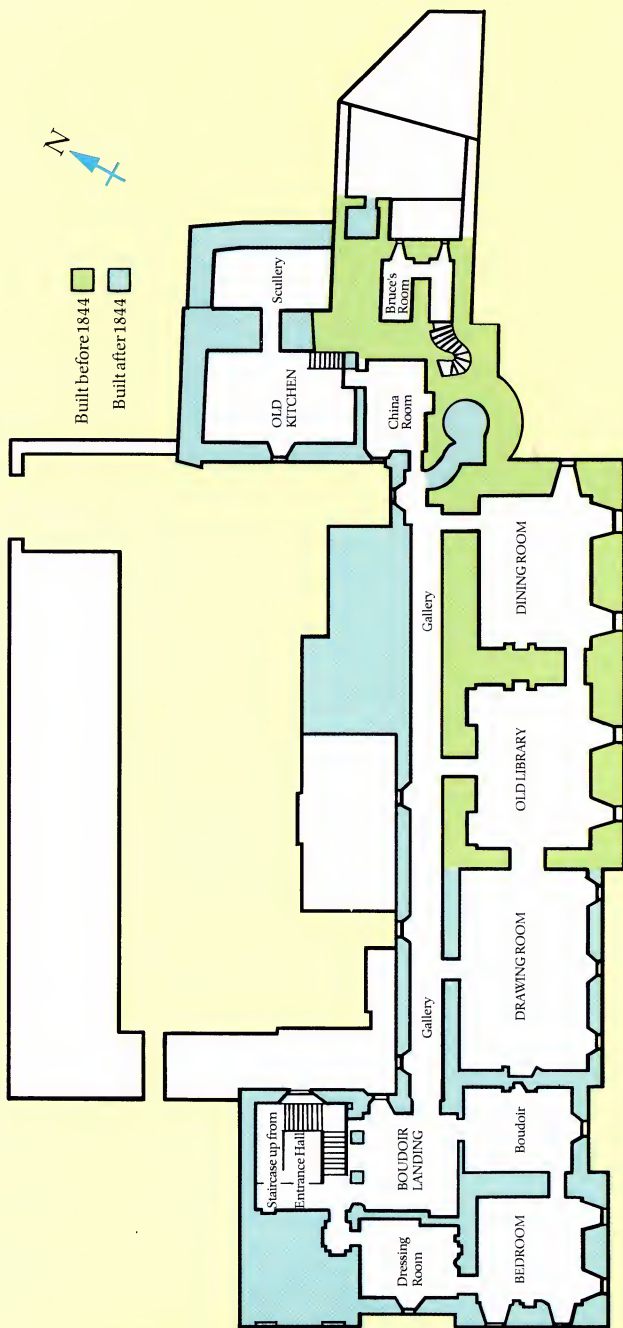 N
Built before 1844
Built after 1844
Scullery
OLD
KITCHEN
Bruce's
Room
China
Room
Gallery
DINING ROOM
OLD LIBRARY
Gallery
DRAWING ROOM
Staircase up from
Entrance Hall
BOUDOIR
LANDING
Boudoir
Dressing
Room
BEDROOM